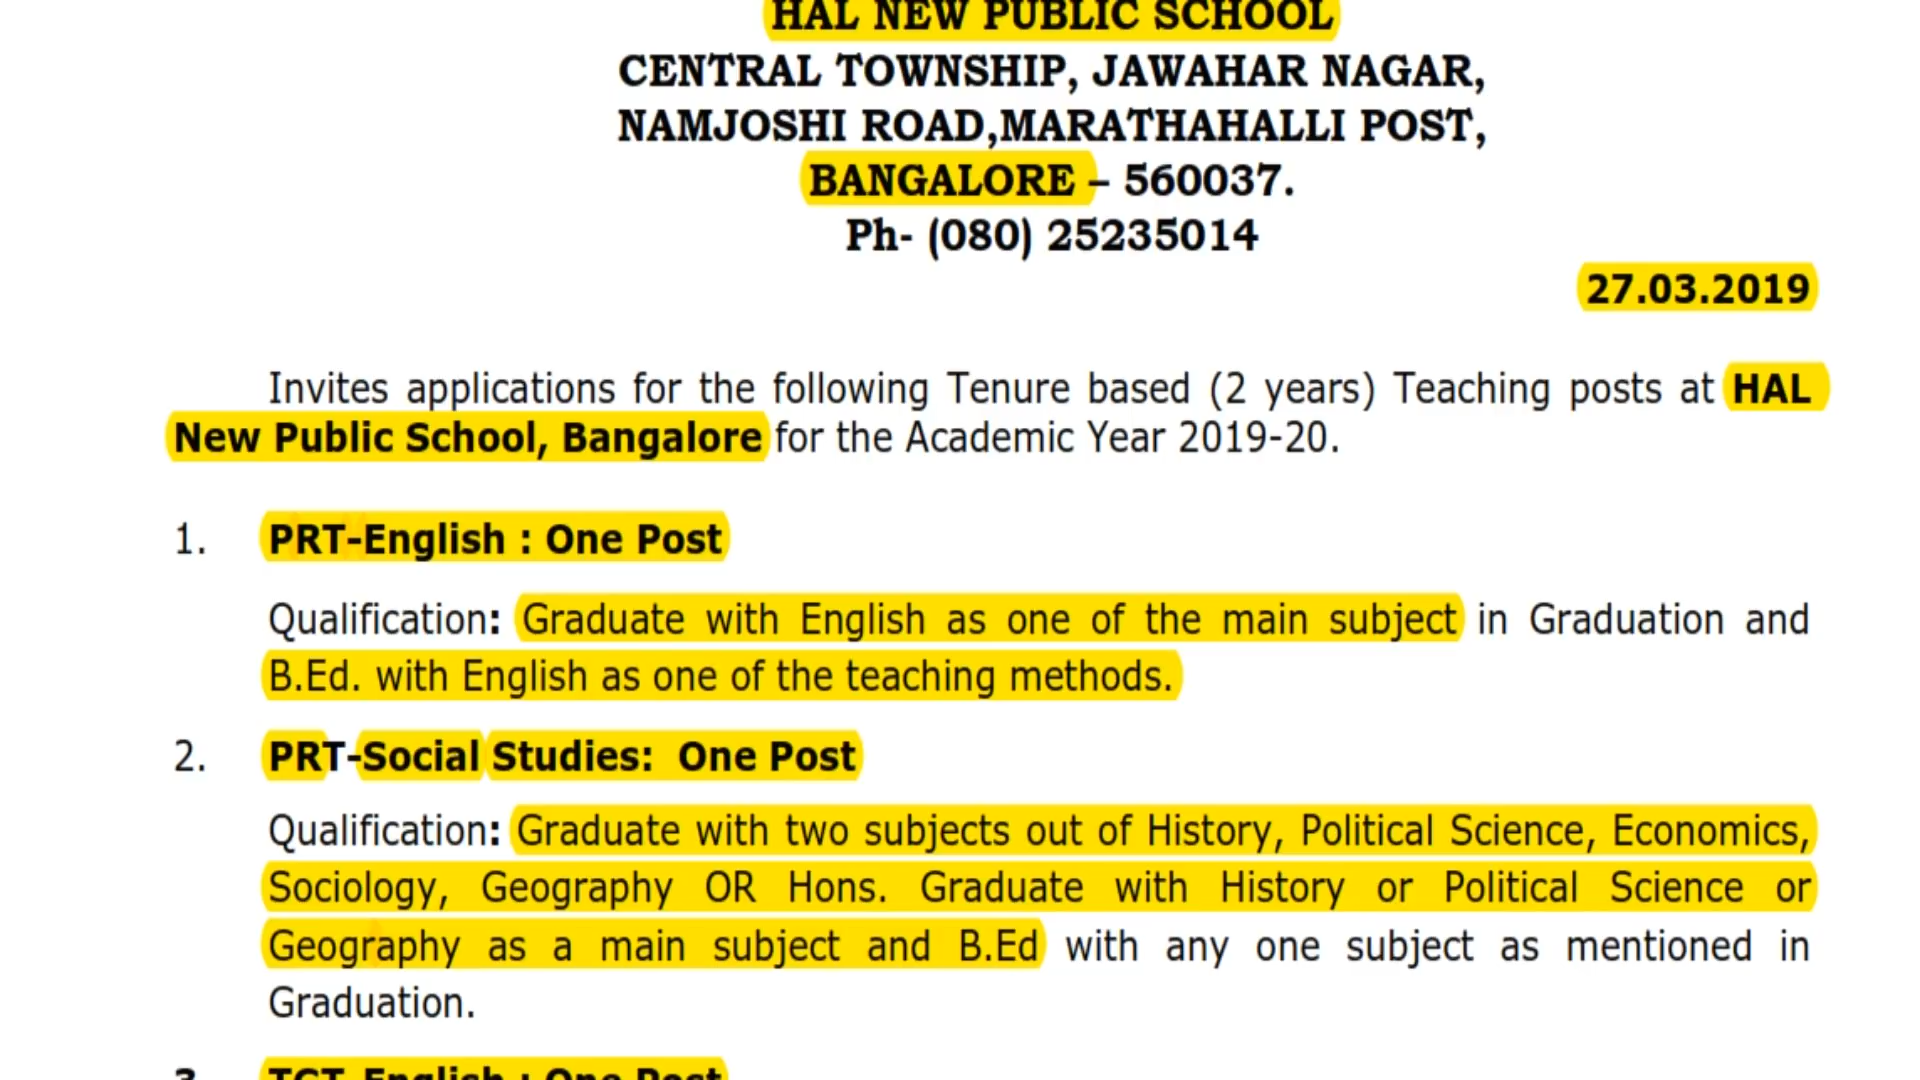 HAL NEW PUBLIC SCHOOL
CENTRAL TOWNSHIP, JAWAHAR NAGAR,
NAMJOSHI ROAD,MARATHAHALLI POST,
BANGALORE – 560037.
Ph- (080) 25235014
27.03.2019
Invites applications for the following Tenure based (2 years) Teaching posts at HAL
New Public School, Bangalore for the Academic Year 2019-20.
1. PRT-English : One Post
Qualification: Graduate with English as one of the main subject in Graduation and
B.Ed. with English as one of the teaching methods.
2. PRT-Social Studies: One Post
Qualification: Graduate with two subjects out of History, Political Science, Economics,
Sociology, Geography OR Hons. Graduate with History or Political Science or
Geography as a main subject and B.Ed with any one subject as mentioned in
Graduation.
3. TGT-English : One Post